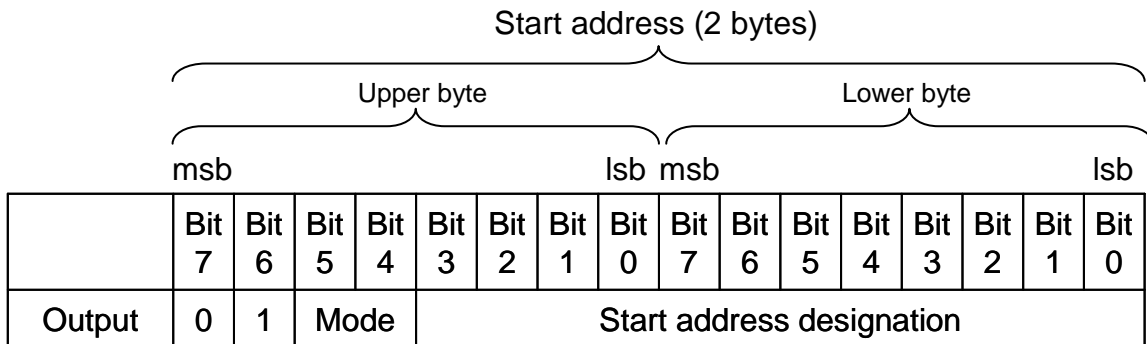 Start address (2 bytes)
Upper byte Lower byte
msb lsb msb lsb
Bit 7 Bit 6 Bit 5 Bit 4 Bit 3 Bit 2 Bit 1 Bit 0 Bit 7 Bit 6 Bit 5 Bit 4 Bit 3 Bit 2 Bit 1 Bit 0
Output 0 1 Mode Start address designation